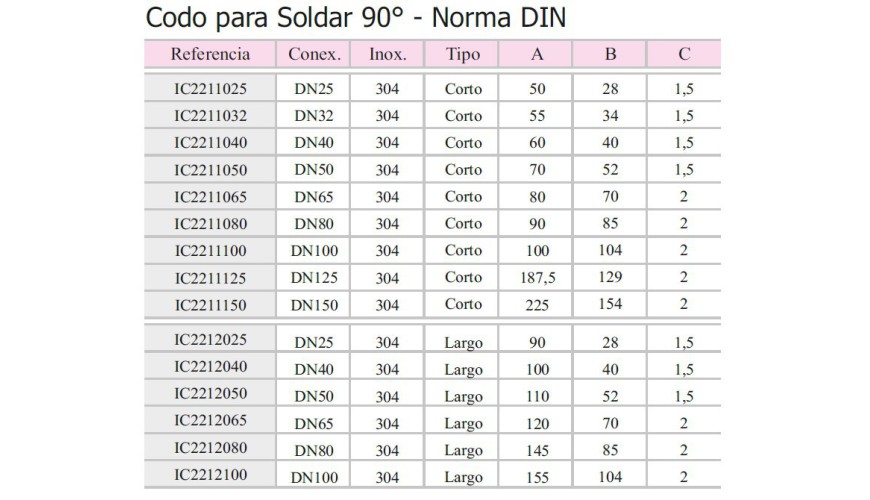 Codo para Soldar 90° - Norma DIN
Referencia Conex. Inox. Tipo A B C
IC2211025 DN25 304 Corto 50 28 1,5
IC2211032 DN32 304 Corto 55 34 1,5
IC2211040 DN40 304 Corto 60 40 1,5
IC2211050 DN50 304 Corto 70 52 1,5
IC2211065 DN65 304 Corto 80 70 2
IC2211080 DN80 304 Corto 90 85 2
IC2211100 DN100 304 Corto 100 104 2
IC2211125 DN125 304 Corto 187,5 129 2
IC2211150 DN150 304 Corto 225 154 2
IC2212025 DN25 304 Largo 90 28 1,5
IC2212040 DN40 304 Largo 100 40 1,5
IC2212050 DN50 304 Largo 110 52 1,5
IC2212065 DN65 304 Largo 120 70 2
IC2212080 DN80 304 Largo 145 85 2
IC2212100 DN100 304 Largo 155 104 2